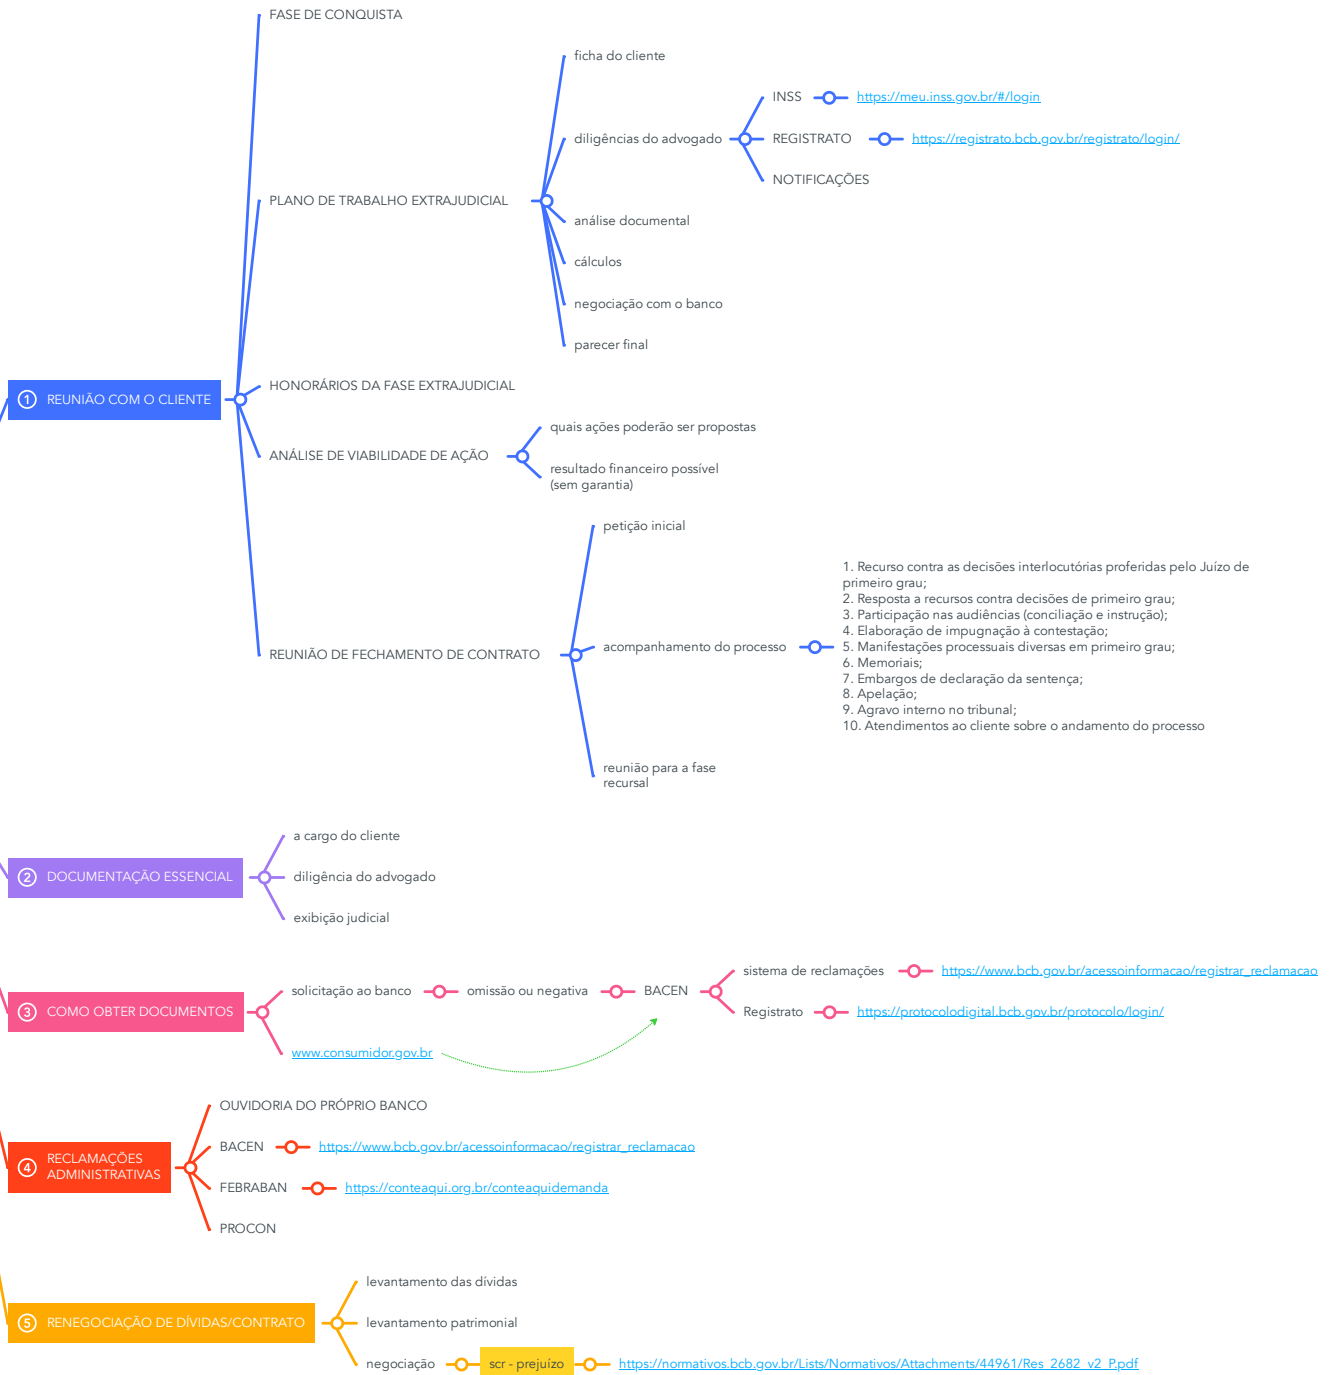 FASE DE CONQUISTA
ficha do cliente
INSS
https://meu.inss.gov.br/#/login
diligências do advogado
REGISTRATO
https://registrato.bcb.gov.br/registrato/login/
NOTIFICAÇÕES
PLANO DE TRABALHO EXTRAJUDICIAL
análise documental
cálculos
negociação com o banco
parecer final
1 REUNIÃO COM O CLIENTE
HONORÁRIOS DA FASE EXTRAJUDICIAL
quais ações poderão ser propostas
ANÁLISE DE VIABILIDADE DE AÇÃO
resultado financeiro possível
(sem garantia)
petição inicial
REUNIÃO DE FECHAMENTO DE CONTRATO
acompanhamento do processo
1. Recurso contra as decisões interlocutórias proferidas pelo Juízo de
primeiro grau;
2. Resposta a recursos contra decisões de primeiro grau;
3. Participação nas audiências (conciliação e instrução);
4. Elaboração de impugnação à contestação;
5. Manifestações processuais diversas em primeiro grau;
6. Memoriais;
7. Embargos de declaração da sentença;
8. Apelação;
9. Agravo interno no tribunal;
10. Atendimentos ao cliente sobre o andamento do processo
reunião para a fase
recursal
2 DOCUMENTAÇÃO ESSENCIAL
a cargo do cliente
diligência do advogado
exibição judicial
3 COMO OBTER DOCUMENTOS
solicitação ao banco
omissão ou negativa
BACEN
sistema de reclamações
https://www.bcb.gov.br/acessoinformacao/registrar_reclamacao
Registrato
https://protocolodigital.bcb.gov.br/protocolo/login/
www.consumidor.gov.br
4 RECLAMAÇÕES
ADMINISTRATIVAS
OUVIDORIA DO PRÓPRIO BANCO
BACEN
https://www.bcb.gov.br/acessoinformacao/registrar_reclamacao
FEBRABAN
https://conteaqui.org.br/conteaquidemanda
PROCON
5 RENEGOCIAÇÃO DE DÍVIDAS/CONTRATO
levantamento das dívidas
levantamento patrimonial
negociação
scr - prejuízo
https://normativos.bcb.gov.br/Lists/Normativos/Attachments/44961/Res_2682_v2_P.pdf